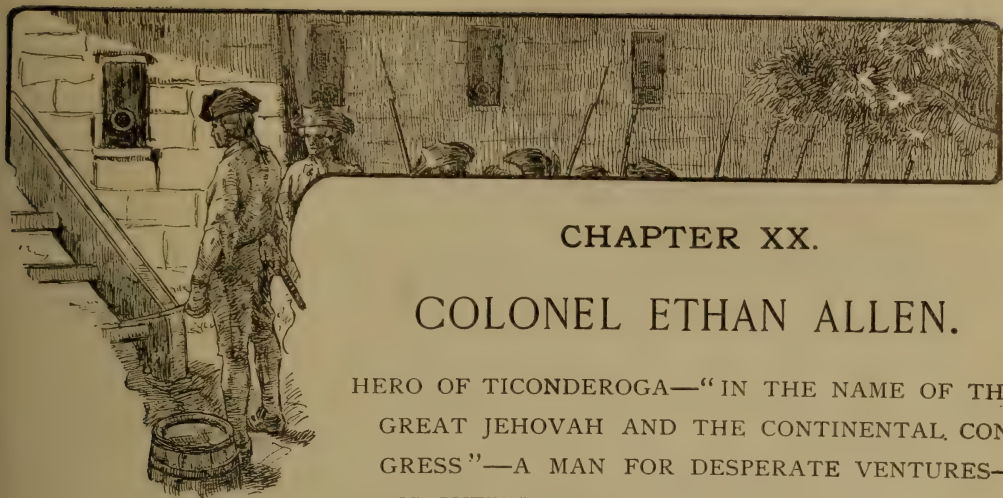 CHAPTER XX.
COLONEL ETHAN ALLEN.
HERO OF TICONDEROGA—“IN THE NAME OF TH
GREAT JEHOVAH AND THE CONTINENTAL. CON
GRESS”—A MAN FOR DESPERATE VENTURES—